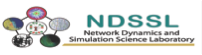 NDSSL
Network Dynamics and
Simulation Science Laboratory